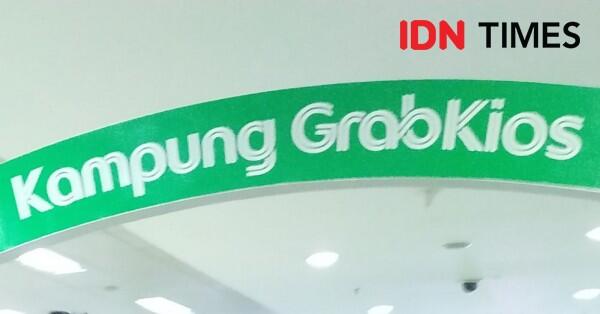 IDN TIMES
Kampung GrabKios